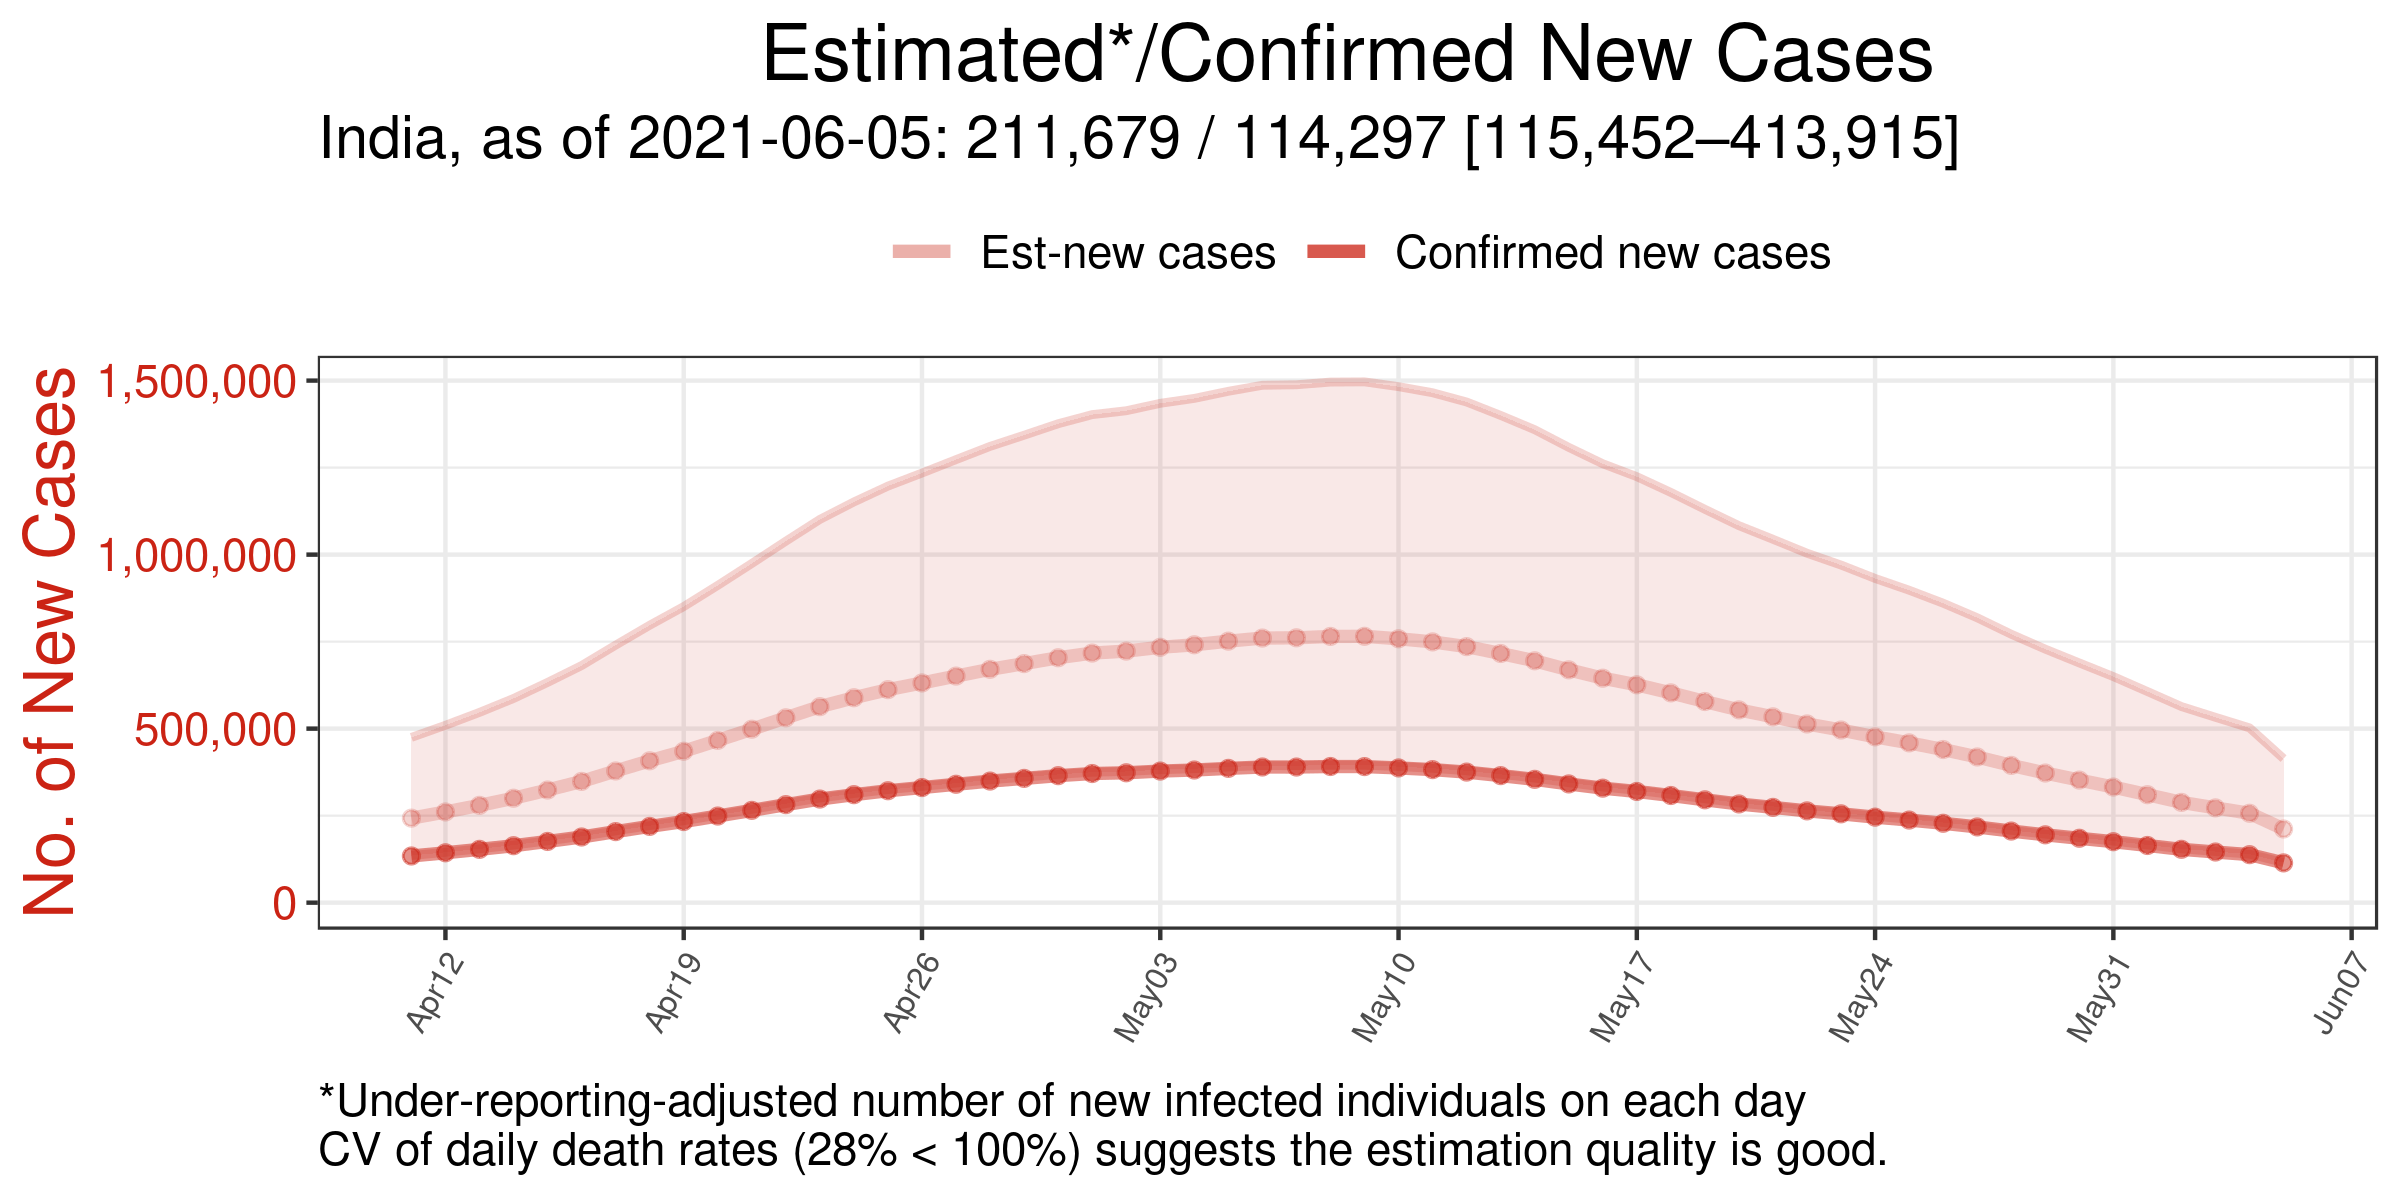 Estimated*/Confirmed New Cases
India, as of 2021-06-05: 211,679 / 114,297 [115,452–413,915]
Est-new cases
Confirmed new cases
No. of New Cases
1,500,000
1,000,000
500,000
0
Apr12
Apr19
Apr26
May03
May10
May17
May24
May31
Jun07
*Under-reporting-adjusted number of new infected individuals on each day
CV of daily death rates (28% < 100%) suggests the estimation quality is good.